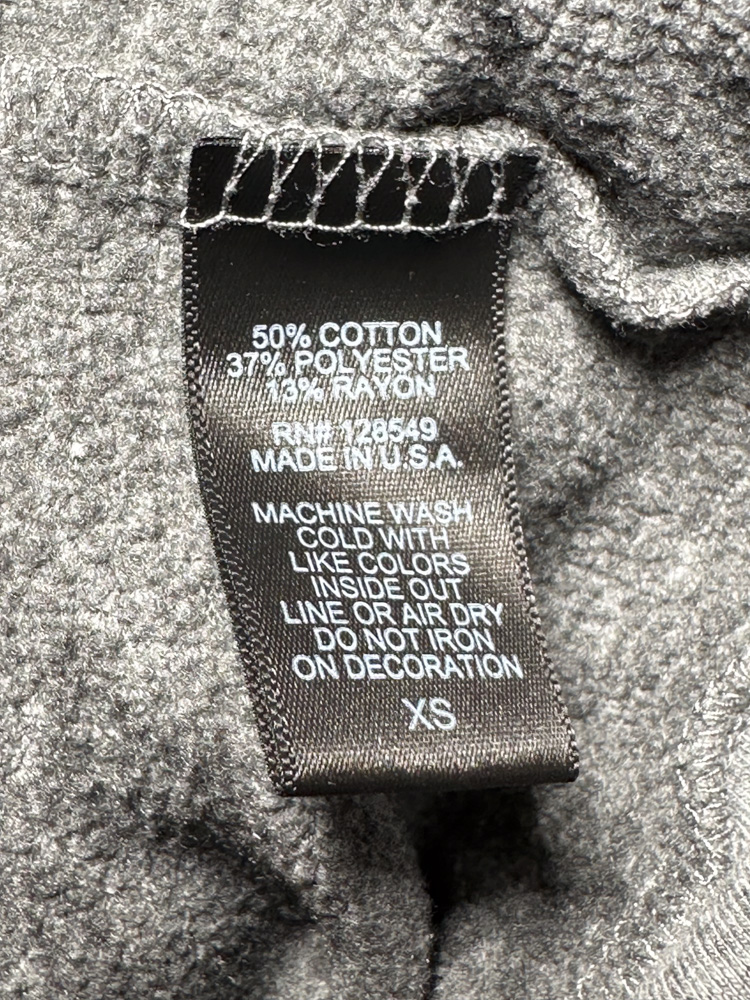 50% COTTON
37% POLYESTER
13% RAYON
RN# 128549
MADE IN U.S.A.
MACHINE WASH
COLD WITH
LIKE COLORS
INSIDE OUT
LINE OR AIR DRY
DO NOT IRON
ON DECORATION
XS